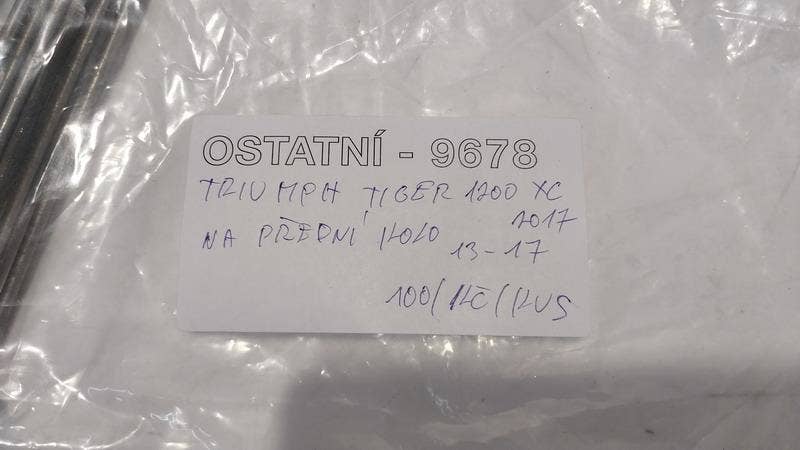 OSTATNÍ - 9678
TRIUMPH TIGER 1200 XC
2017
NA PŘEDNÍ KOLO 13-17
100/KČ/KUS